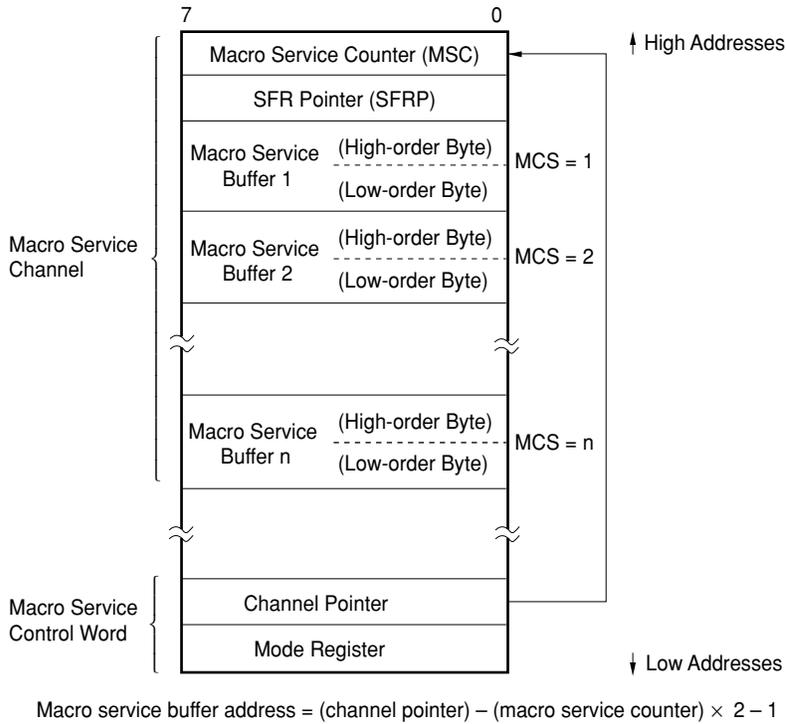 7 0
Macro Service Counter (MSC)
High Addresses
SFR Pointer (SFRP)
Macro Service
Buffer 1
(High-order Byte)
(Low-order Byte)
MCS = 1
Macro Service
Channel
Macro Service
Buffer 2
(High-order Byte)
(Low-order Byte)
MCS = 2
Macro Service
Buffer n
(High-order Byte)
(Low-order Byte)
MCS = n
Macro Service
Control Word
Channel Pointer
Mode Register
Low Addresses
Macro service buffer address = (channel pointer) – (macro service counter) × 2 – 1